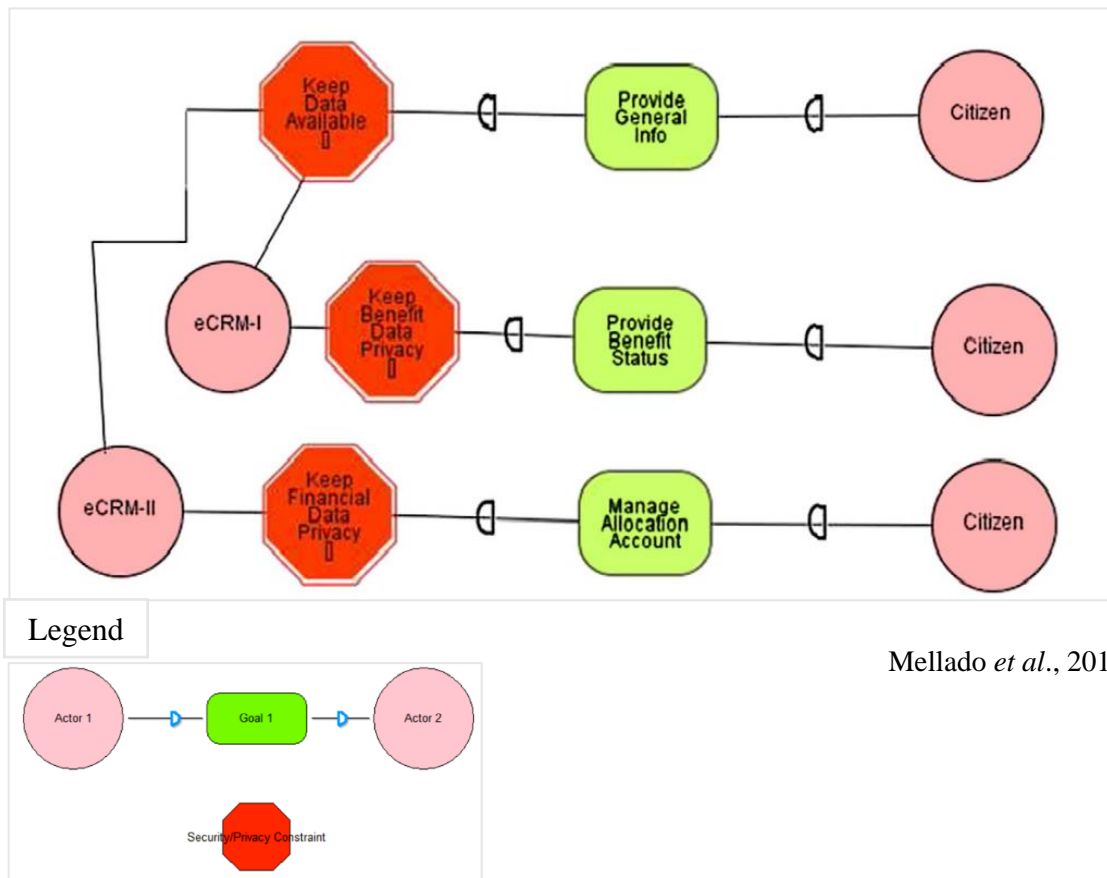 Keep
Data
Available
Provide
General
Info
Citizen
eCRM-I
Keep
Benefit
Data
Privacy
Provide
Benefit
Status
Citizen
eCRM-II
Keep
Financial
Data
Privacy
Manage
Allocation
Account
Citizen
Legend
Mellado et al., 201
Actor 1
Goal 1
Actor 2
Security/Privacy Constraint